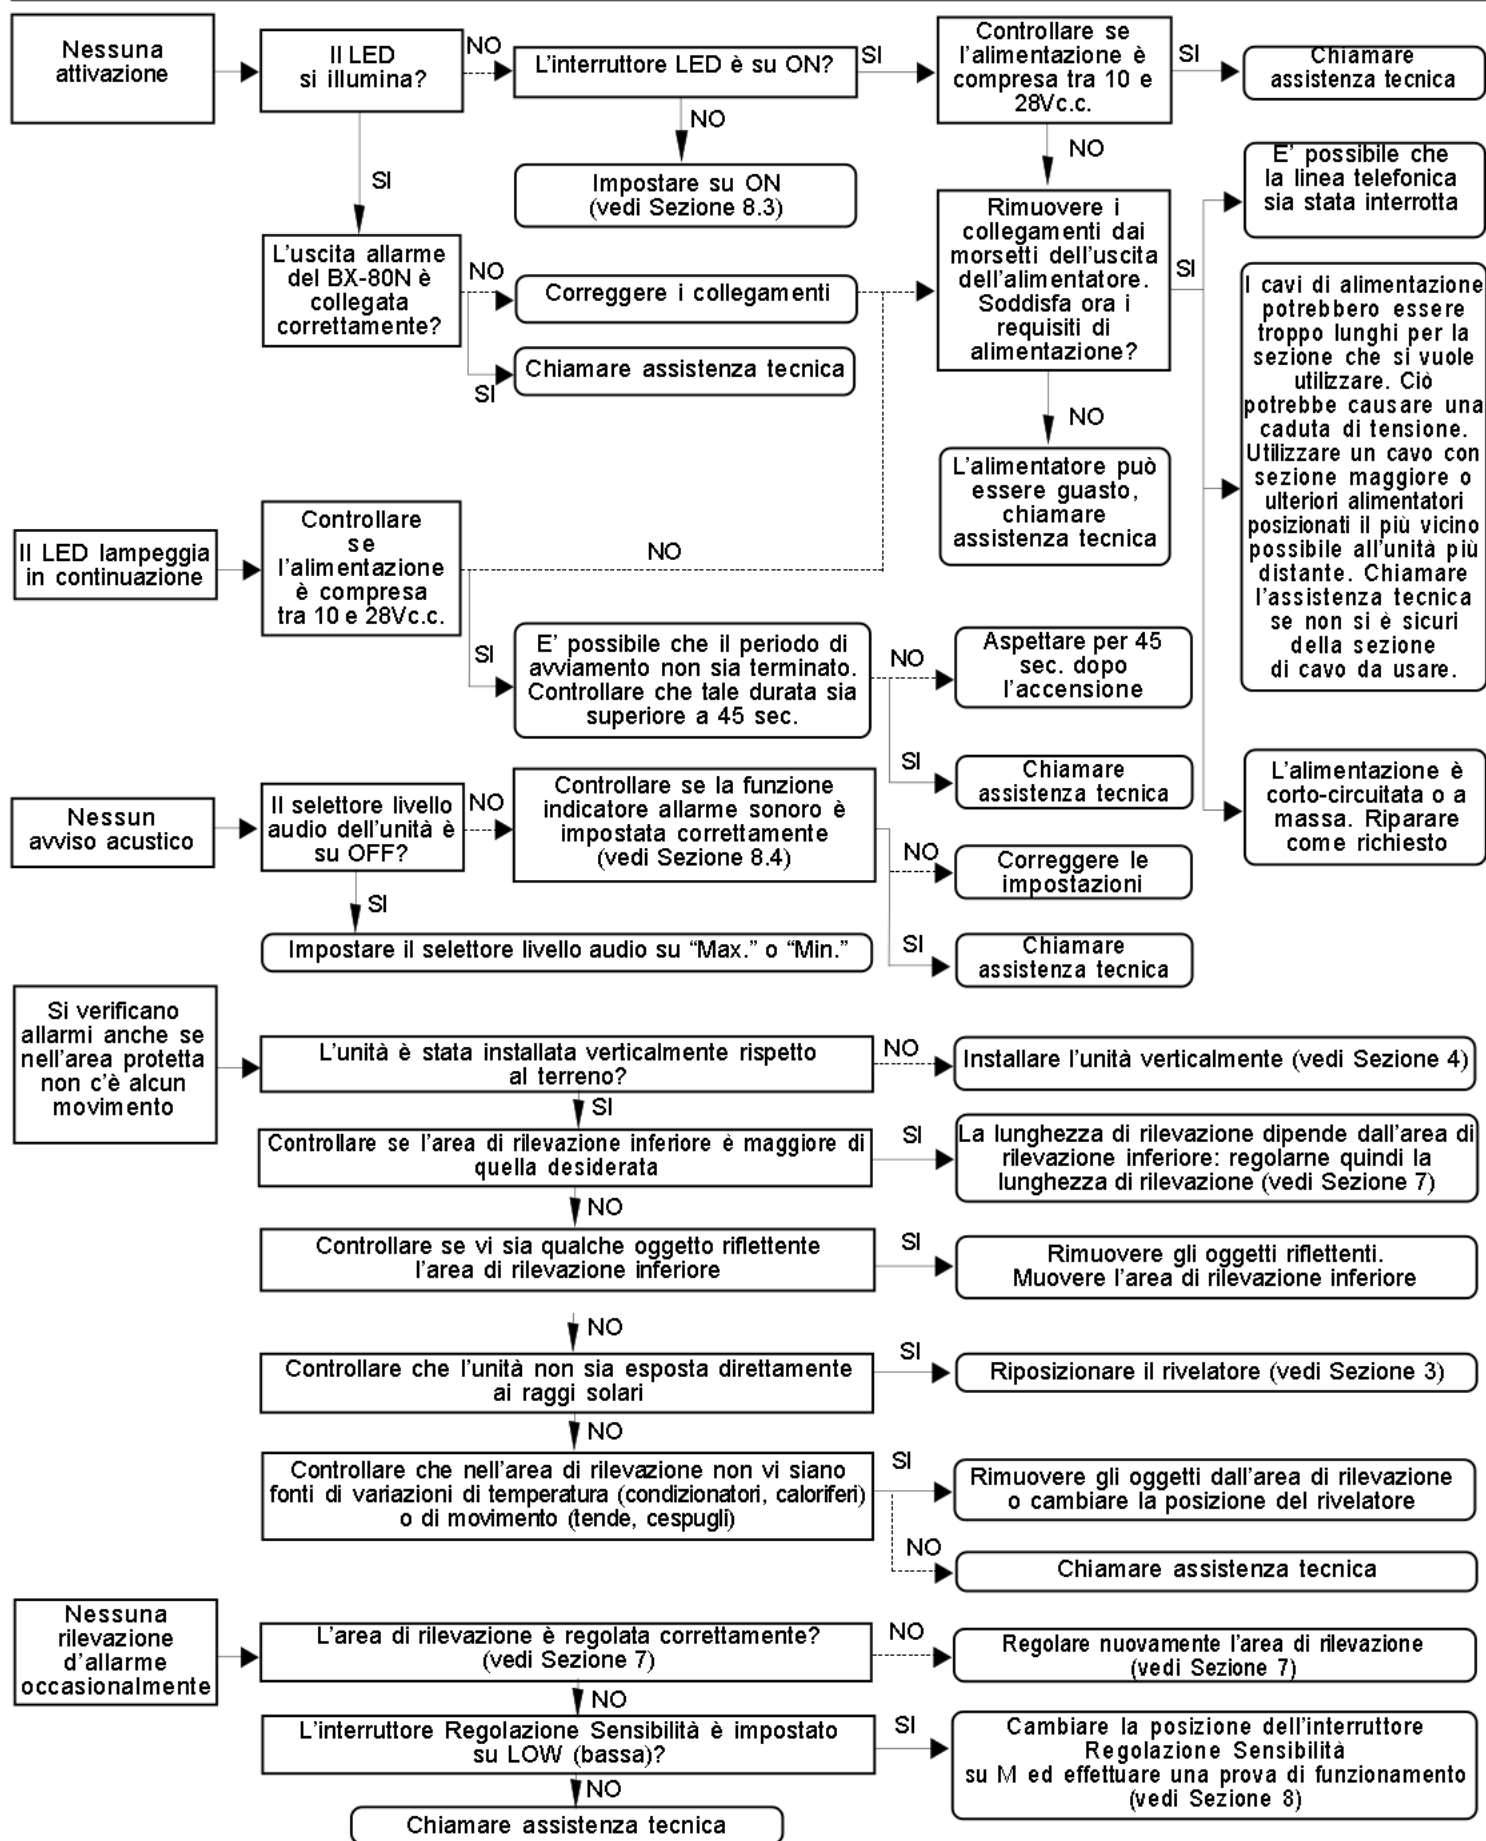 Nessuna
attivazione
Il LED
si illumina?
NO
L'interruttore LED è su ON?
SI
Controllare se
l'alimentazione è
compresa tra 10 e
28Vc.c.
SI
Chiamare
assistenza tecnica
NO
Impostare su ON
(vedi Sezione 8.3)
NO
E' possibile che
la linea telefonica
sia stata interrotta
SI
L'uscita allarme
del BX-80N è
collegata
correttamente?
NO
Correggere i collegamenti
SI
Chiamare assistenza tecnica
Rimuovere i
collegamenti dai
morsetti dell'uscita
dell'alimentatore.
Soddisfa ora i
requisiti di
alimentazione?
SI
I cavi di alimentazione
potrebbero essere
troppo lunghi per la
sezione che si vuole
utilizzare. Ciò
potrebbe causare una
caduta di tensione.
Utilizzare un cavo con
sezione maggiore o
ulteriori alimentatori
posizionati il più vicino
possibile all'unità più
distante. Chiamare
l'assistenza tecnica
se non si è sicuri
della sezione
di cavo da usare.
NO
L'alimentatore può
essere guasto,
chiamare
assistenza tecnica
Il LED lampeggia
in continuazione
Controllare
se
l'alimentazione
è compresa
tra 10 e 28Vc.c.
NO
SI
E' possibile che il periodo di
avviamento non sia terminato.
Controllare che tale durata sia
superiore a 45 sec.
NO
Aspettare per 45
sec. dopo
l'accensione
SI
Chiamare
assistenza tecnica
L'alimentazione è
corto-circuitata o a
massa. Riparare
come richiesto
Nessun
avviso acustico
Il selettore livello
audio dell'unità è
su OFF?
NO
Controllare se la funzione
indicatore allarme sonoro è
impostata correttamente
(vedi Sezione 8.4)
NO
Correggere le
impostazioni
SI
Chiamare
assistenza tecnica
SI
Impostare il selettore livello audio su “Max.” o “Min.”
Si verificano
allarmi anche se
nell'area protetta
non c'è alcun
movimento
L'unità è stata installata verticalmente rispetto
al terreno?
NO
Installare l'unità verticalmente (vedi Sezione 4)
SI
Controllare se l'area di rilevazione inferiore è maggiore di
quella desiderata
SI
La lunghezza di rilevazione dipende dall'area di
rilevazione inferiore: regolarne quindi la
lunghezza di rilevazione (vedi Sezione 7)
NO
Controllare se vi sia qualche oggetto riflettente
l'area di rilevazione inferiore
SI
Rimuovere gli oggetti riflettenti.
Muovere l'area di rilevazione inferiore
NO
Controllare che l'unità non sia esposta direttamente
ai raggi solari
SI
Riposizionare il rivelatore (vedi Sezione 3)
NO
Controllare che nell'area di rilevazione non vi siano
fonti di variazioni di temperatura (condizionatori, caloriferi)
o di movimento (tende, cespugli)
SI
Rimuovere gli oggetti dall'area di rilevazione
o cambiare la posizione del rivelatore
NO
Chiamare assistenza tecnica
Nessuna
rilevazione
d'allarme
occasionalmente
L'area di rilevazione è regolata correttamente?
(vedi Sezione 7)
NO
Regolare nuovamente l'area di rilevazione
(vedi Sezione 7)
NO
L'interruttore Regolazione Sensibilità è impostato
su LOW (bassa)?
SI
Cambiare la posizione dell'interruttore
Regolazione Sensibilità
su M ed effettuare una prova di funzionamento
(vedi Sezione 8)
NO
Chiamare assistenza tecnica